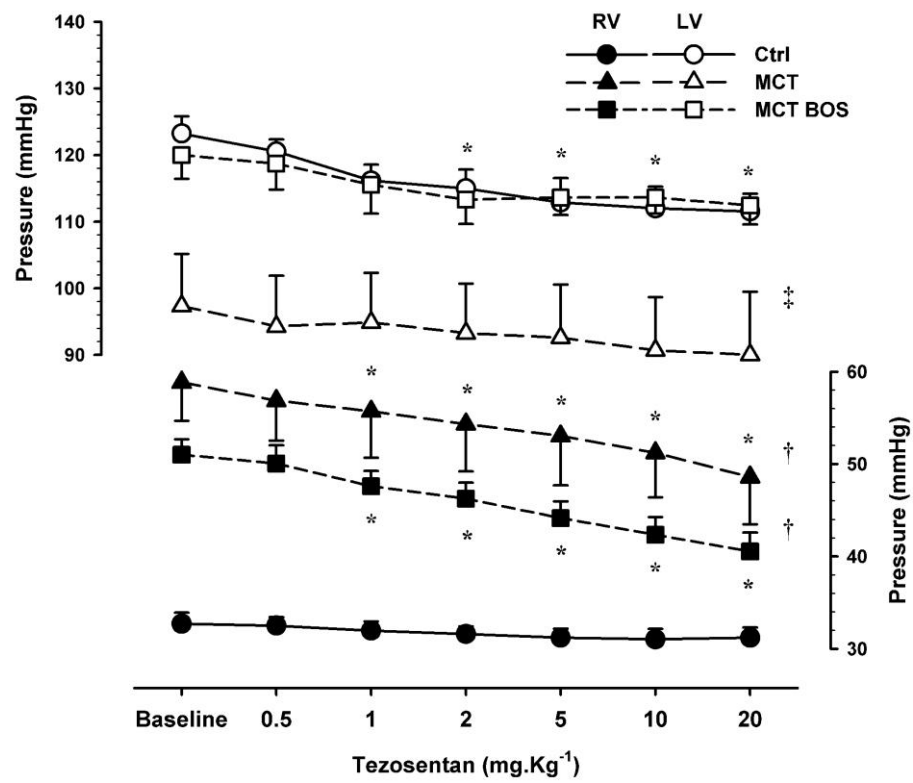 RV LV
Ctrl
MCT
MCT BOS
Pressure (mmHg)
140
130
120
110
100
90
* * * *
‡
* * * * *
†
†
* * * * *
60
50
40
30
Pressure (mmHg)
Baseline 0.5 1 2 5 10 20
Tezosentan (mg.Kg⁻¹)